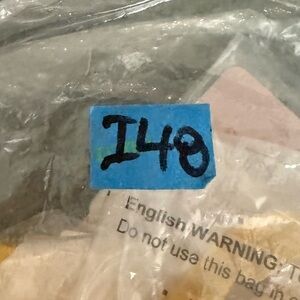 I48
English WARNING: T
Do not use this bag in